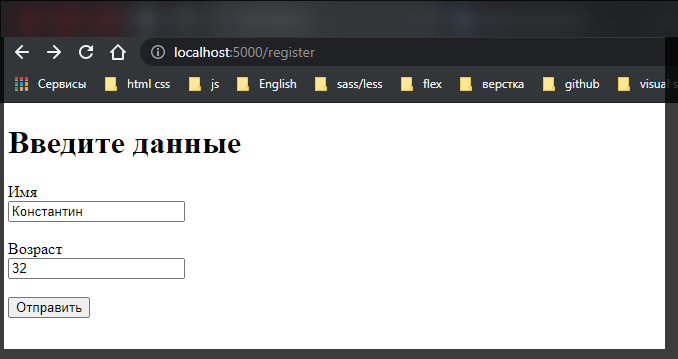 localhost:5000/register
Сервисы html css js English sass/less flex верстка github visual s
Введите данные
Имя
Константин
Возраст
32
Отправить